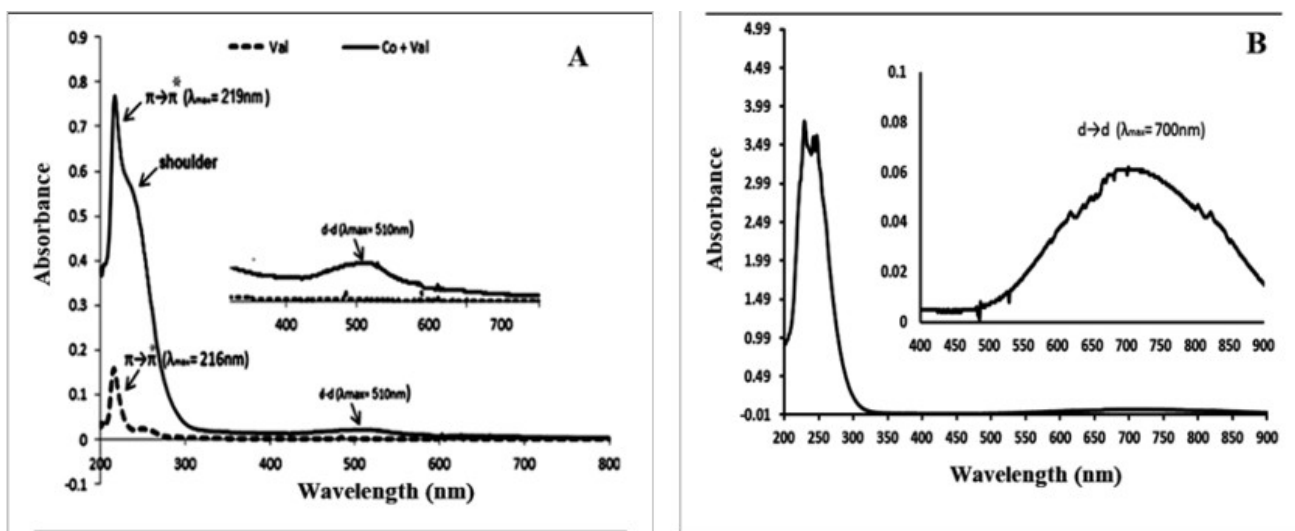 A
Val
Co + Val
0.9
0.8
0.7
0.6
0.5
0.4
0.3
0.2
0.1
0
-0.1
Absorbance
π→π* (λmax= 219nm)
shoulder
d-d (λmax= 510nm)
400 500 600 700
π→π* (λmax= 216nm)
d-d (λmax= 510nm)
200 300 400 500 600 700 800
Wavelength (nm)
B
4.99
4.49
3.99
3.49
2.99
2.49
1.99
1.49
0.99
0.49
-0.01
Absorbance
0.1
0.08
0.06
0.04
0.02
0
d→d (λmax= 700nm)
400 450 500 550 600 650 700 750 800 850 900
200 250 300 350 400 450 500 550 600 650 700 750 800 850 900
Wavelength (nm)